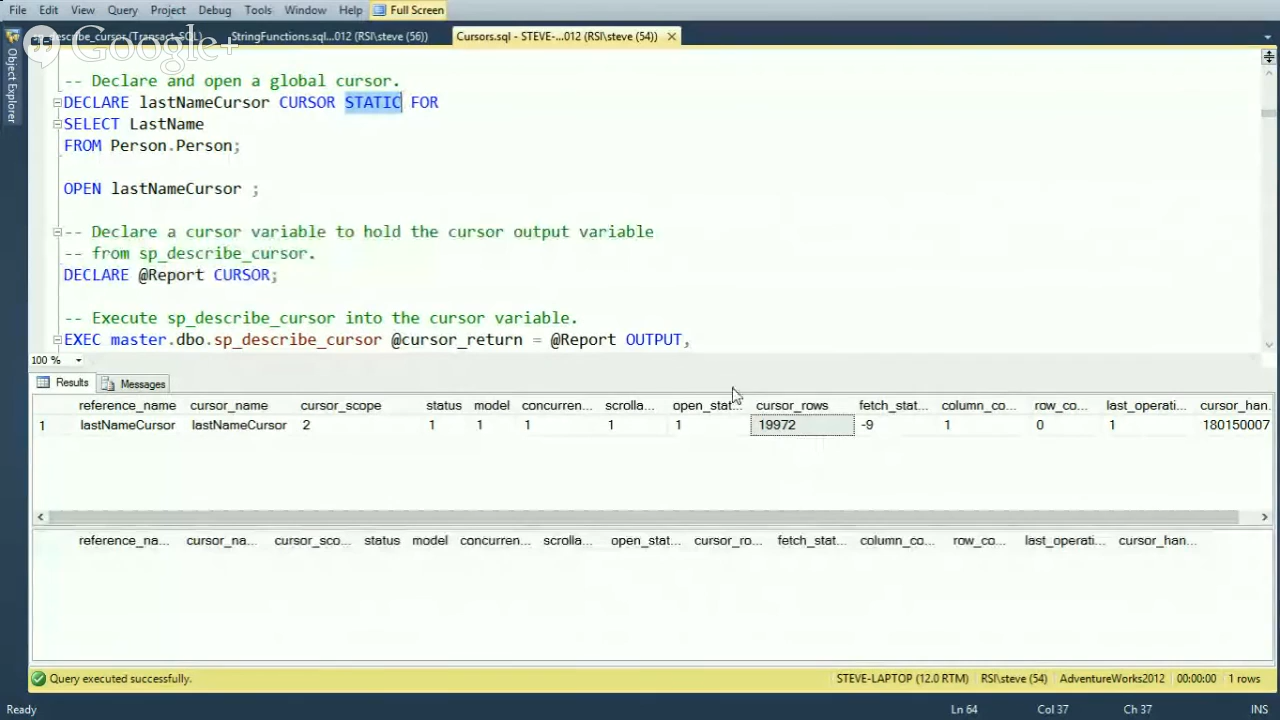 File Edit View Query Project Debug Tools Window Help Full Screen
sp_describe_cursor (Transact-SQL) StringFunctions.sql...012 (RSI\steve (56)) Cursors.sql - STEVE-...012 (RSI\steve (54))
Google+
Object Explorer
-- Declare and open a global cursor.
DECLARE lastNameCursor CURSOR STATIC FOR
SELECT LastName
FROM Person.Person;
OPEN lastNameCursor ;
-- Declare a cursor variable to hold the cursor output variable
-- from sp_describe_cursor.
DECLARE @Report CURSOR;
-- Execute sp_describe_cursor into the cursor variable.
EXEC master.dbo.sp_describe_cursor @cursor_return = @Report OUTPUT,
100 %
Results Messages
reference_name cursor_name cursor_scope status model concurren... scrolla... open_stat... cursor_rows fetch_stat... column_co... row_co... last_operati... cursor_han.
1 lastNameCursor lastNameCursor 2 1 1 1 1 1 19972 -9 1 0 1 180150007
reference_na... cursor_na... cursor_sco... status model concurren... scrolla... open_stat... cursor_ro... fetch_stat... column_co... row_co... last_operati... cursor_han...
Query executed successfully. STEVE-LAPTOP (12.0 RTM) RSI\steve (54) AdventureWorks2012 00:00:00 1 rows
Ready Ln 64 Col 37 Ch 37 INS